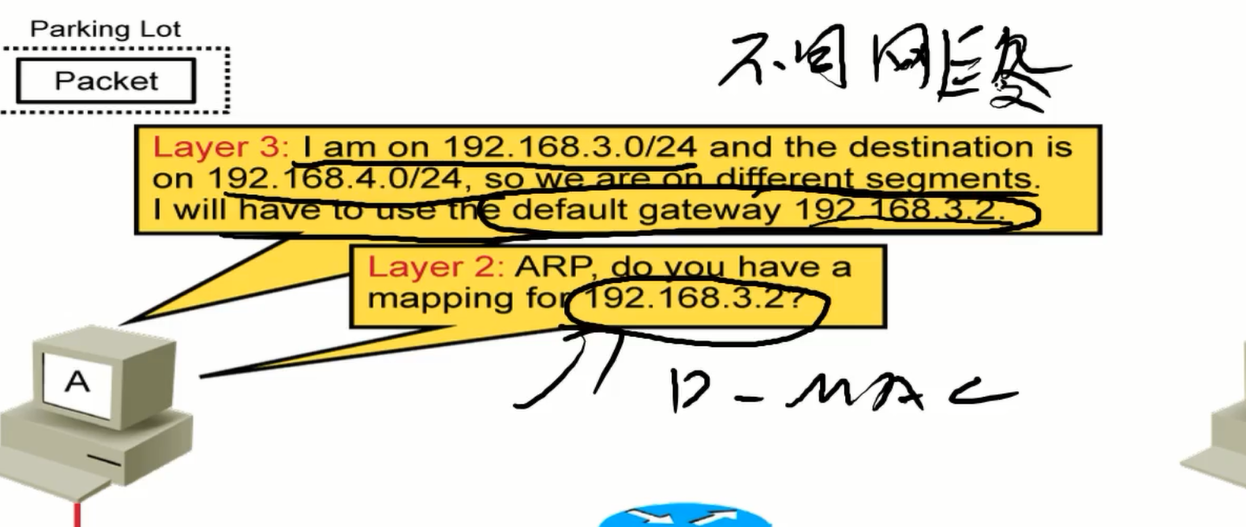 Parking Lot
Packet
不同网段
Layer 3: I am on 192.168.3.0/24 and the destination is
on 192.168.4.0/24, so we are on different segments.
I will have to use the default gateway 192.168.3.2.
Layer 2: ARP, do you have a
mapping for 192.168.3.2?
A
D-MAC